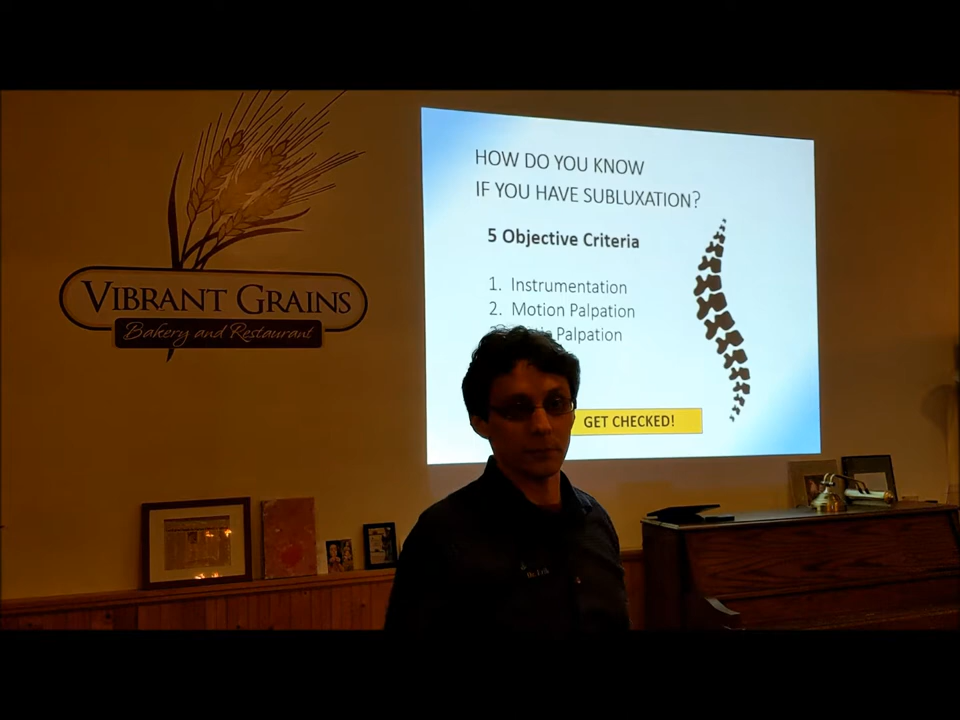 VIBRANT GRAINS
Bakery and Restaurant
HOW DO YOU KNOW
IF YOU HAVE SUBLUXATION?
5 Objective Criteria
1. Instrumentation
2. Motion Palpation
Palpation
GET CHECKED!